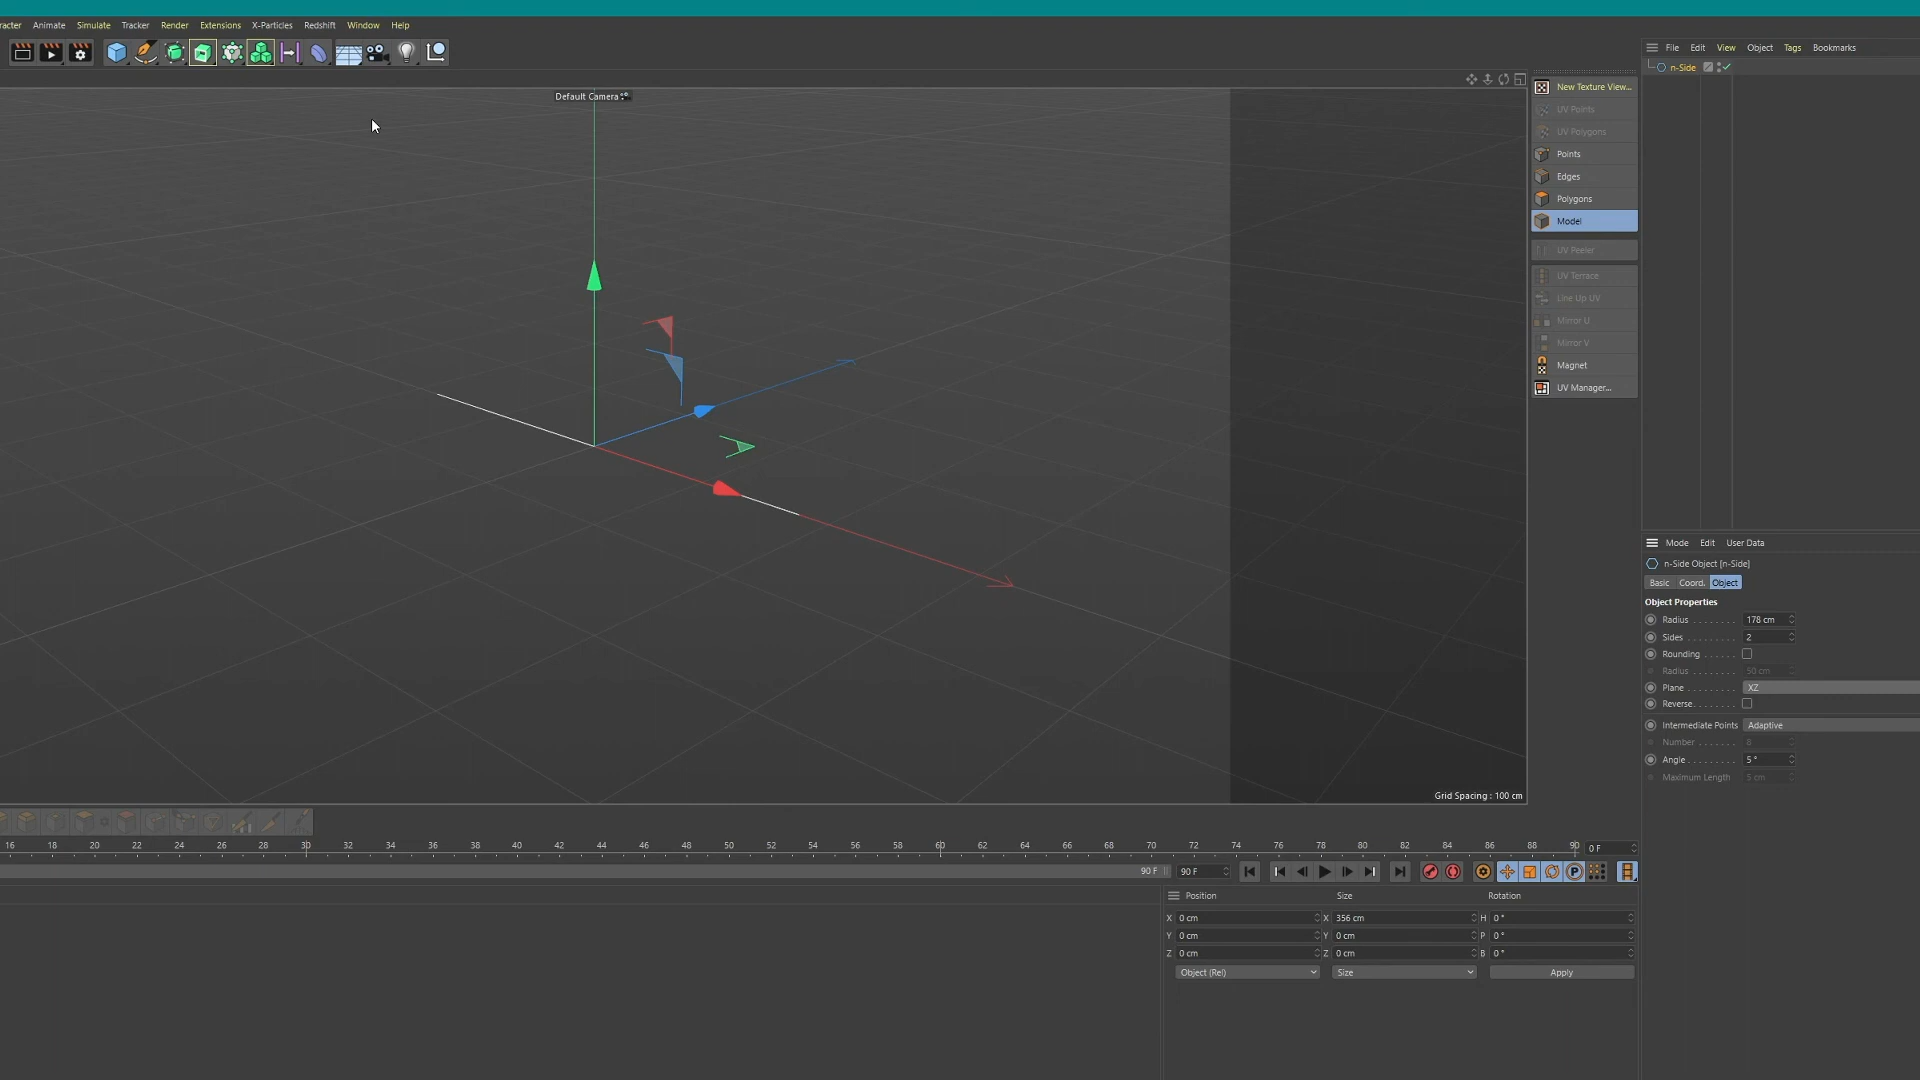 racter Animate Simulate Tracker Render Extensions X-Particles Redshift Window Help
File Edit View Object Tags Bookmarks
n-Side
Default Camera
New Texture View...
UV Points
UV Polygons
Points
Edges
Polygons
Model
UV Peeler
UV Terrace
Line Up UV
Mirror U
Mirror V
Magnet
UV Manager...
Grid Spacing : 100 cm
Mode Edit User Data
n-Side Object [n-Side]
Basic Coord. Object
Object Properties
Radius . . . . . . . . 178 cm
Sides . . . . . . . . 2
Rounding . . . . . .
Radius . . . . . . . . 50 cm
Plane . . . . . . . . XZ
Reverse. . . . . . . .
Intermediate Points Adaptive
Number . . . . . . . 8
Angle . . . . . . . . 5 °
Maximum Length 5 cm
16 18 20 22 24 26 28 30 32 34 36 38 40 42 44 46 48 50 52 54 56 58 60 62 64 66 68 70 72 74 76 78 80 82 84 86 88 90 0 F
90 F 90 F P
Position Size Rotation
X 0 cm X 356 cm H 0 °
Y 0 cm Y 0 cm P 0 °
Z 0 cm Z 0 cm B 0 °
Object (Rel) Size Apply